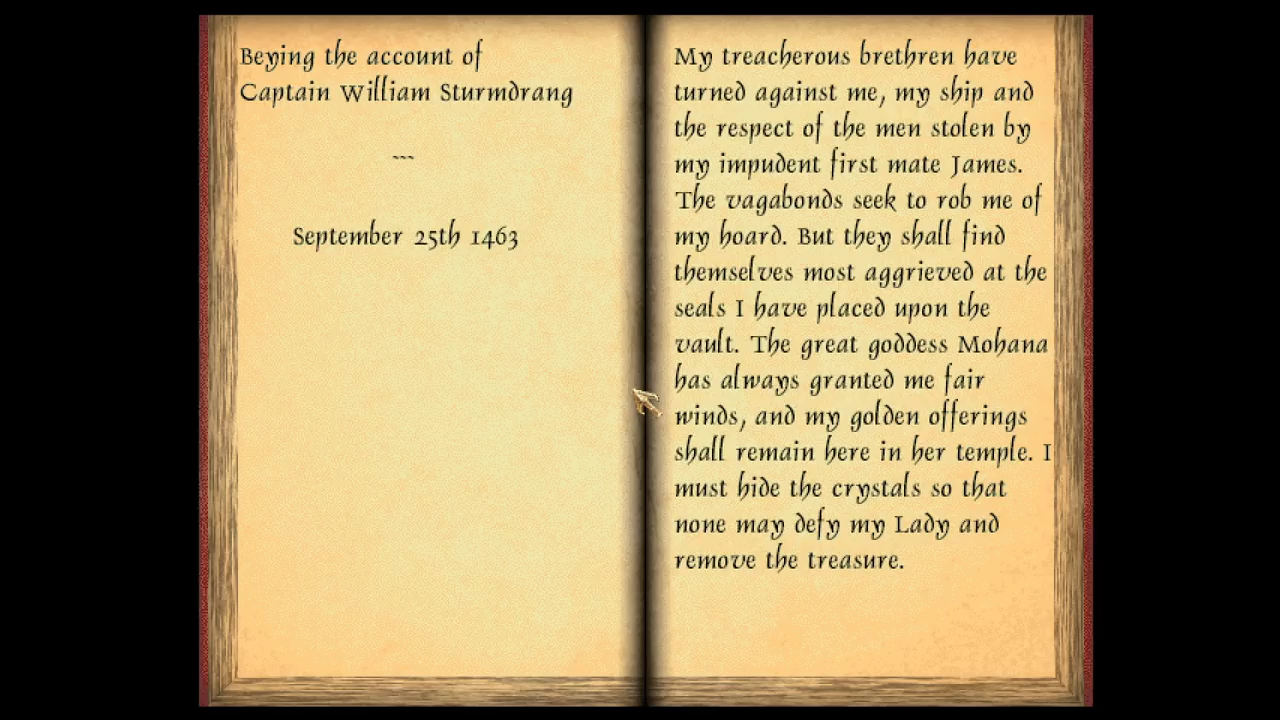 Beying the account of
Captain William Sturmdrang
~~~
September 25th 1463
My treacherous brethren have
turned against me, my ship and
the respect of the men stolen by
my impudent first mate James.
The vagabonds seek to rob me of
my hoard. But they shall find
themselves most aggrieved at the
seals I have placed upon the
vault. The great goddess Mohana
has always granted me fair
winds, and my golden offerings
shall remain here in her temple. I
must hide the crystals so that
none may defy my Lady and
remove the treasure.